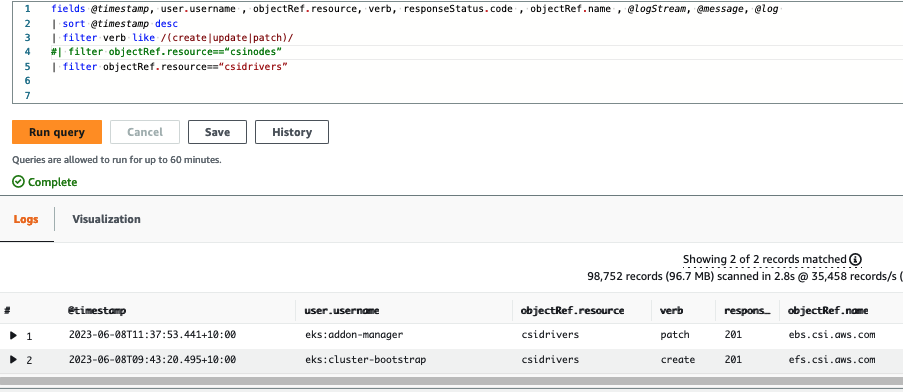 1 fields @timestamp, user.username , objectRef.resource, verb, responseStatus.code , objectRef.name , @logStream, @message, @log
2 | sort @timestamp desc
3 | filter verb like /(create|update|patch)/
4 #| filter objectRef.resource==“csinodes”
5 | filter objectRef.resource==“csidrivers”
6
7
Run query Cancel Save History
Queries are allowed to run for up to 60 minutes.
Complete
Logs Visualization
Showing 2 of 2 records matched
98,752 records (96.7 MB) scanned in 2.8s @ 35,458 records/s (
# @timestamp user.username objectRef.resource verb respons… objectRef.name
1 2023-06-08T11:37:53.441+10:00 eks:addon-manager csidrivers patch 201 ebs.csi.aws.com
2 2023-06-08T09:43:20.495+10:00 eks:cluster-bootstrap csidrivers create 201 efs.csi.aws.com